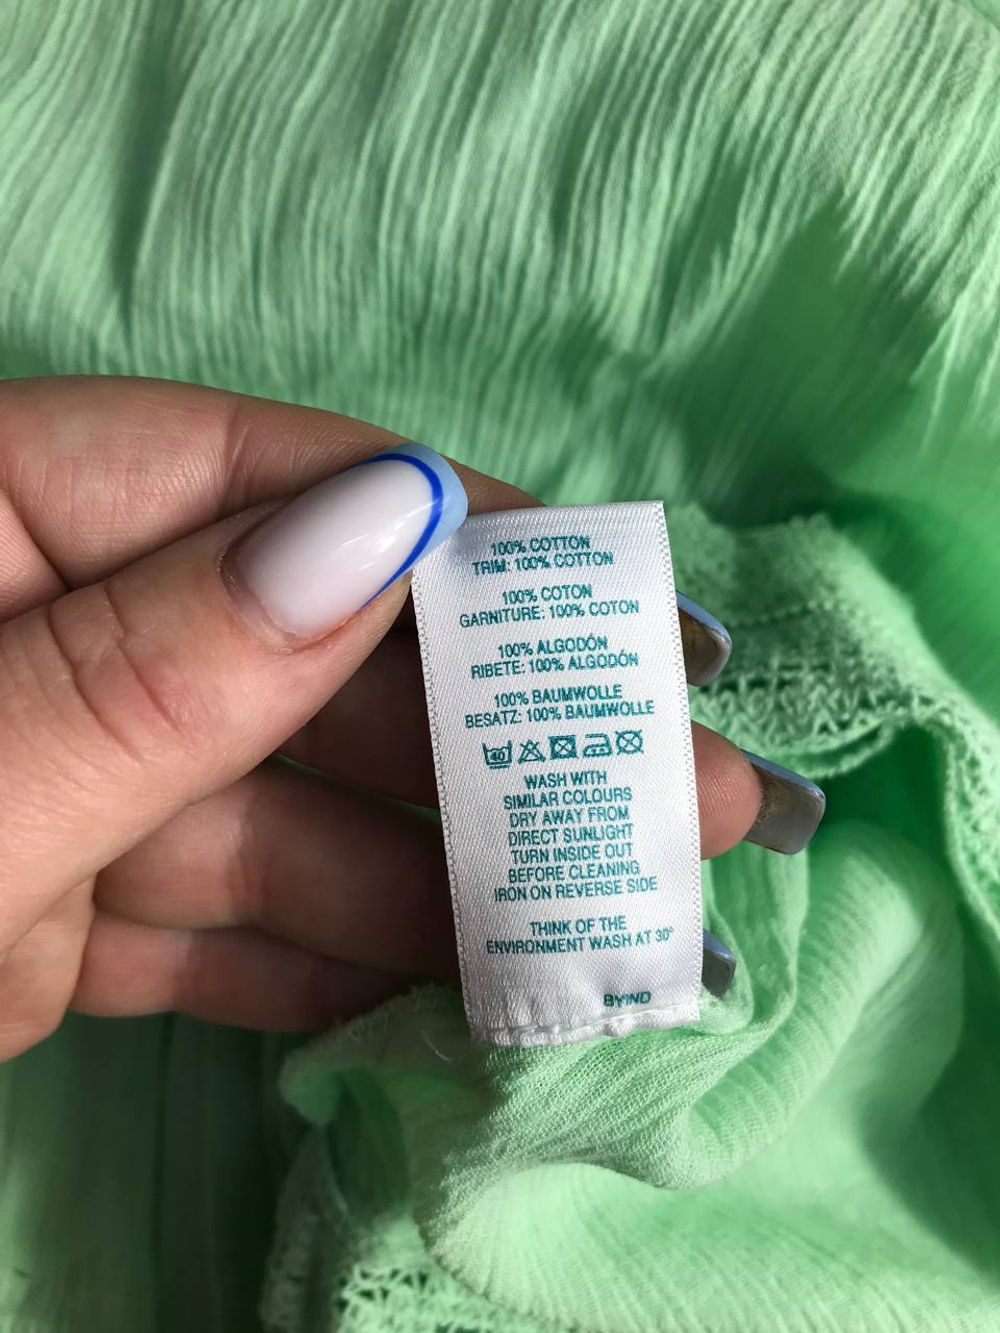 100% COTTON
TRIM: 100% COTTON
100% COTON
GARNITURE: 100% COTON
100% ALGODÓN
RIBETE: 100% ALGODÓN
100% BAUMWOLLE
BESATZ: 100% BAUMWOLLE
40
WASH WITH
SIMILAR COLOURS
DRY AWAY FROM
DIRECT SUNLIGHT
TURN INSIDE OUT
BEFORE CLEANING
IRON ON REVERSE SIDE
THINK OF THE
ENVIRONMENT WASH AT 30°